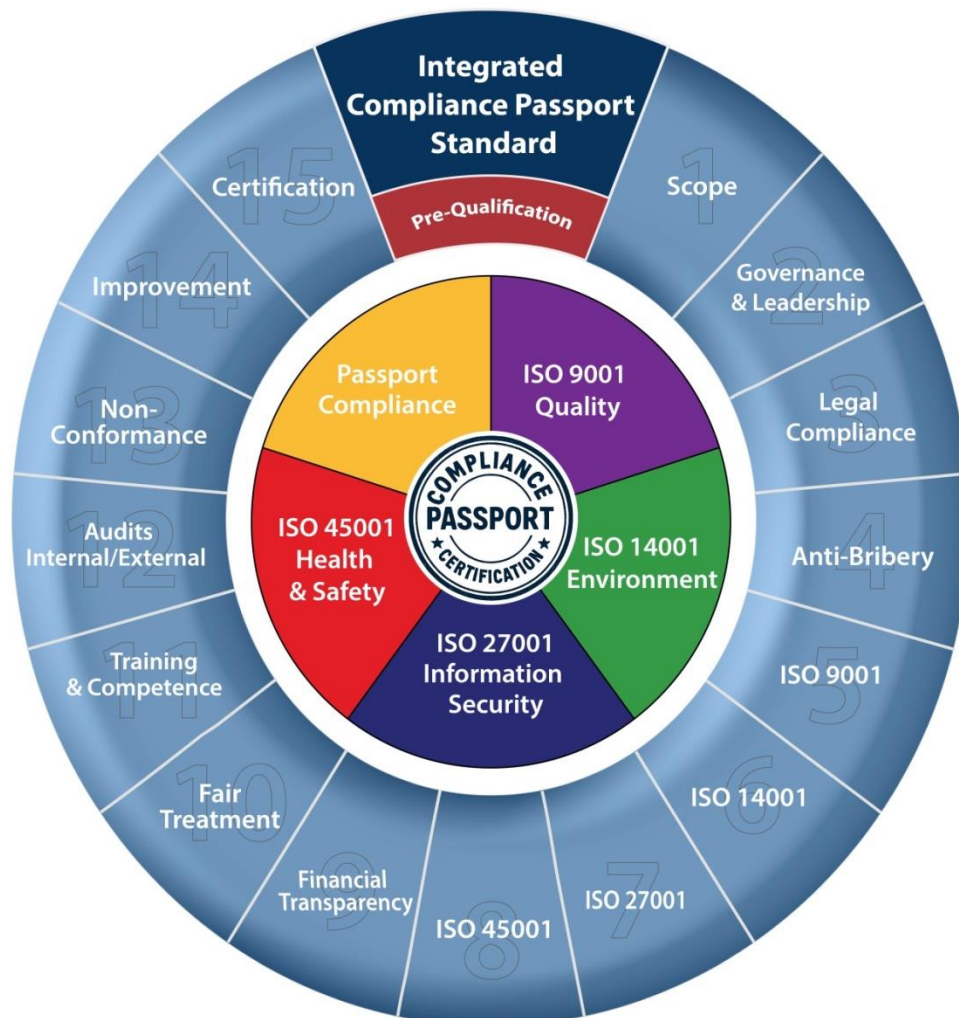 Integrated
Compliance Passport
Standard
Pre-Qualification
1
Scope
2
Governance
& Leadership
3
Legal
Compliance
4
Anti-Bribery
5
ISO 9001
6
ISO 14001
7
ISO 27001
8
ISO 45001
9
Financial
Transparency
10
Fair
Treatment
11
Training
& Competence
12
Audits
Internal/External
13
Non-
Conformance
14
Improvement
15
Certification
Passport
Compliance
ISO 9001
Quality
ISO 14001
Environment
ISO 27001
Information
Security
ISO 45001
Health
& Safety
COMPLIANCE
PASSPORT
CERTIFICATION